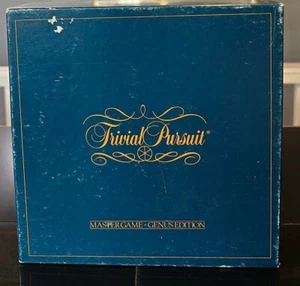 Trivial Pursuit®
MASTER GAME - GENUS EDITION